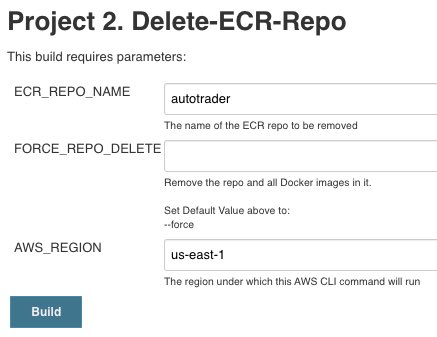 Project 2. Delete-ECR-Repo
This build requires parameters:
ECR_REPO_NAME
autotrader
The name of the ECR repo to be removed
FORCE_REPO_DELETE
Remove the repo and all Docker images in it.
Set Default Value above to:
--force
AWS_REGION
us-east-1
The region under which this AWS CLI command will run
Build